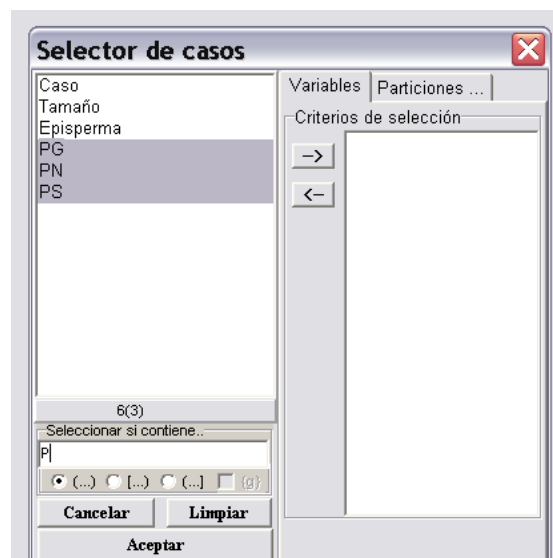 Selector de casos
Caso
Tamaño
Episperma
PG
PN
PS
6(3)
Seleccionar si contiene..
P
(...) [...) (...] {g}
Cancelar Limpiar
Aceptar
Variables Particiones ...
Criterios de selección
-->
<--